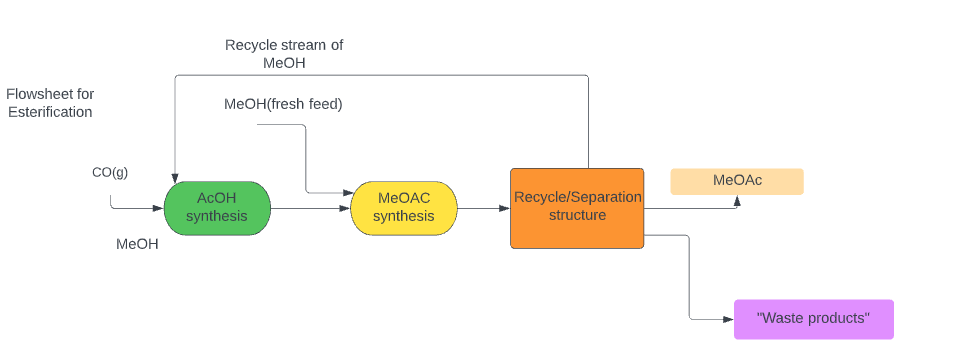 Recycle stream of
MeOH
Flowsheet for
Esterification
MeOH(fresh feed)
CO(g)
AcOH
synthesis
MeOAC
synthesis
Recycle/Separation
structure
MeOAc
MeOH
"Waste products"